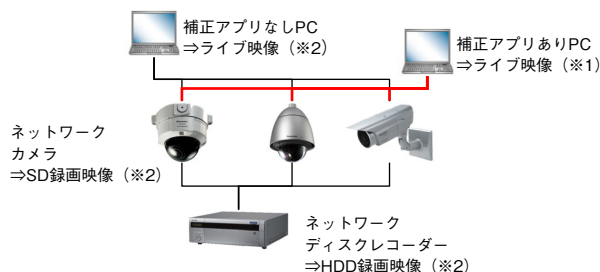 補正アプリなしPC
⇒ライブ映像（※2）
補正アプリありPC
⇒ライブ映像（※1）
ネットワーク
カメラ
⇒SD録画映像（※2）
ネットワーク
ディスクレコーダー
⇒HDD録画映像（※2）